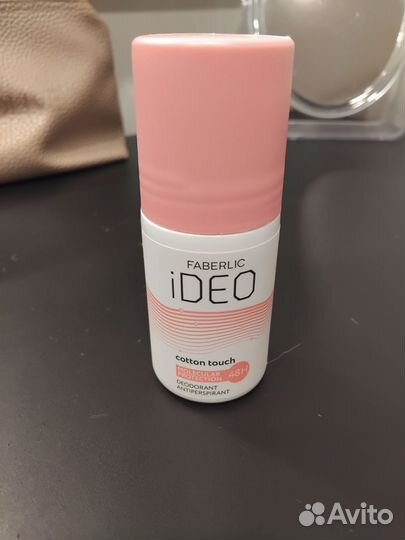 FABERLIC
iDEO
cotton touch
MOLECULAR
PROTECTION
48H
DEODORANT
ANTIPERSPIRANT
Avito